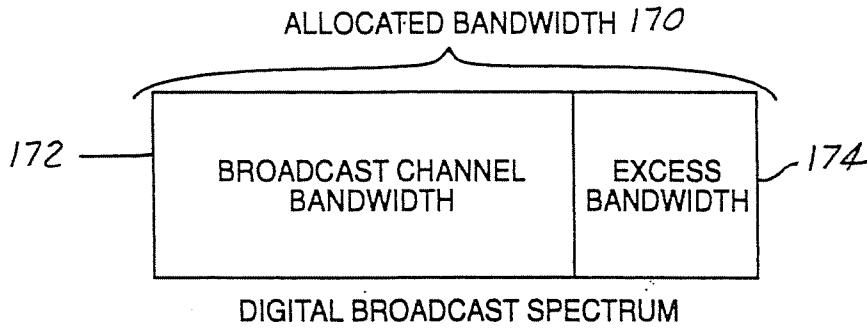 ALLOCATED BANDWIDTH 170
172
BROADCAST CHANNEL
BANDWIDTH
EXCESS
BANDWIDTH
174
DIGITAL BROADCAST SPECTRUM